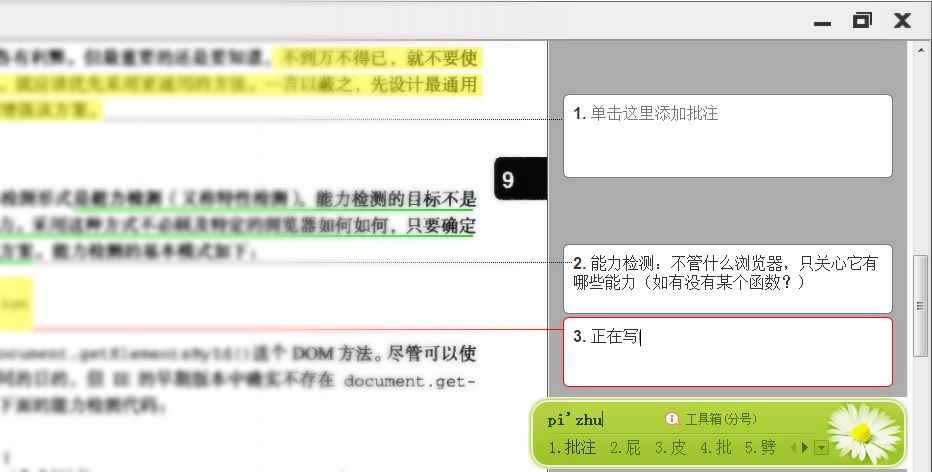 各有利弊。但最重要的还是要知道，不到万不得已，就不要使
，就应该优先采用更通用的方法。一言以蔽之，先设计最通用
增强该方案。
1. 单击这里添加批注
9
检测形式是能力检测（又称特性检测）。能力检测的目标不是
力。采用这种方式不必顾及特定的浏览器如何如何，只要确定
方案。能力检测的基本模式如下：
2. 能力检测：不管什么浏览器，只关心它有
哪些能力（如有没有某个函数？）
ion
3. 正在写
ocument.getElementsById()这个 DOM 方法。尽管可以使
同的目的，但 IE 的早期版本中确实不存在 document.get-
下面的能力检测代码：
{
pi'zhu
工具箱(分号)
1.批注 2.屁 3.皮 4.批 5.劈